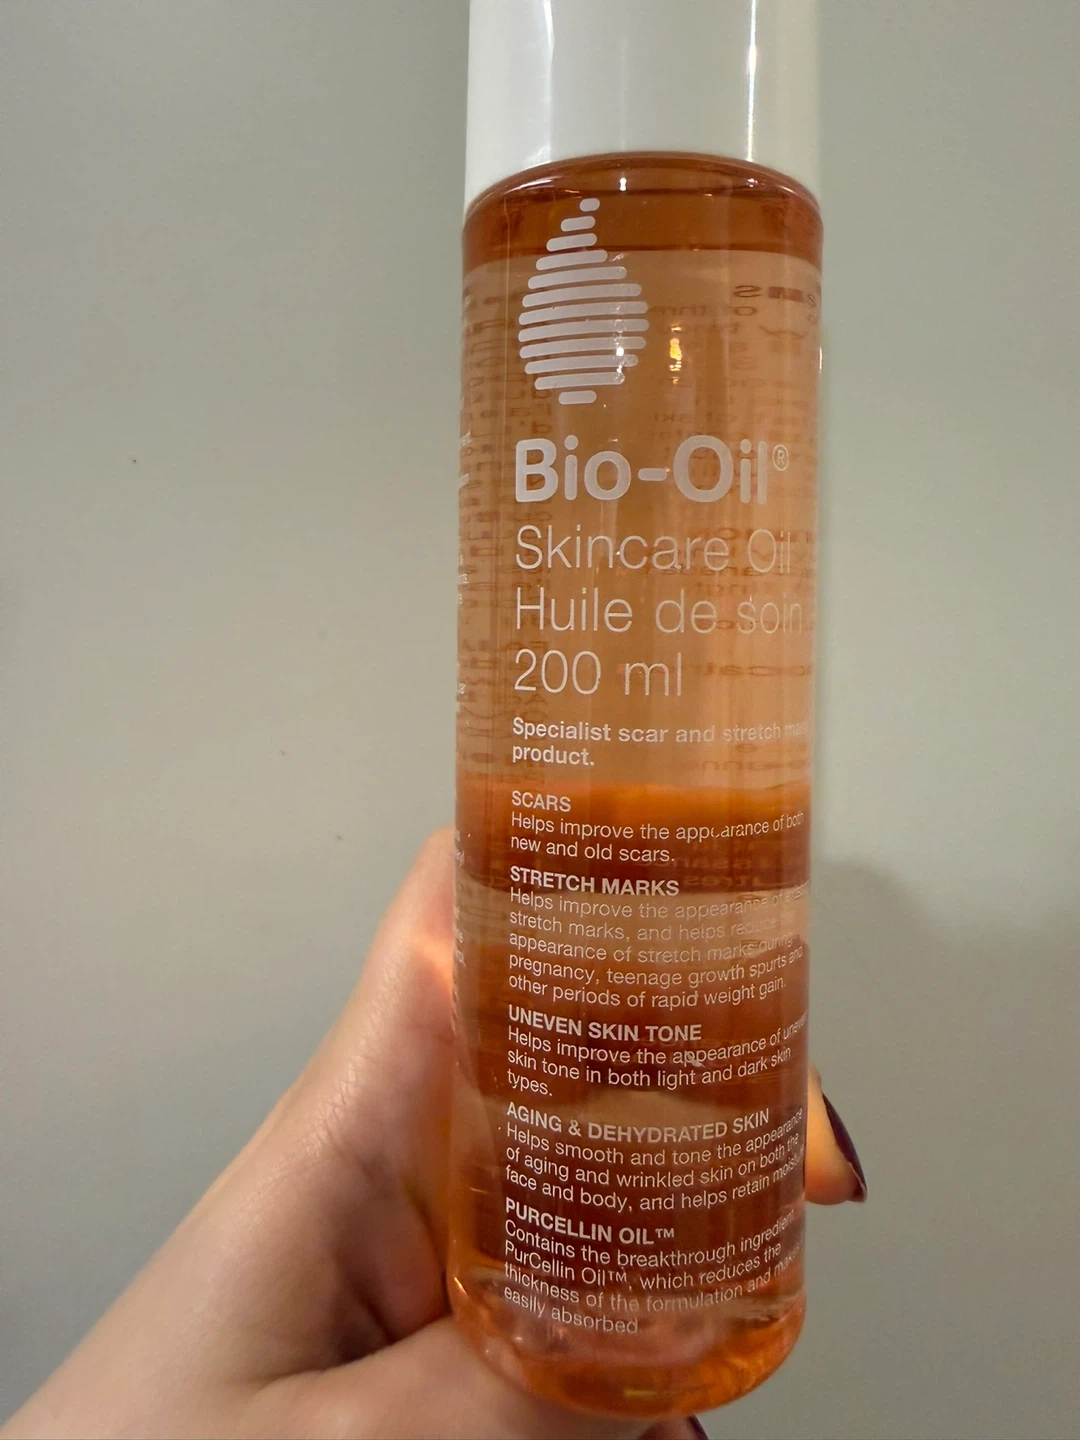 Bio-Oil®
Skincare Oil
Huile de soin
200 ml
Specialist scar and stretch
product.
SCARS
Helps improve the appearance of both
new and old scars.
STRETCH MARKS
Helps improve the appearance of
stretch marks, and helps
appearance of stretch marks during
pregnancy, teenage growth spurts and
other periods of rapid weight gain.
UNEVEN SKIN TONE
Helps improve the appearance of uneven
skin tone in both light and dark skin
types.
AGING & DEHYDRATED SKIN
Helps smooth and tone the appearance
of aging and wrinkled skin on both the
face and body, and helps retain moisture.
PURCELLIN OIL™
Contains the breakthrough ingredient,
PurCellin Oil™, which reduces the
thickness of the formulation and makes
easily absorbed.